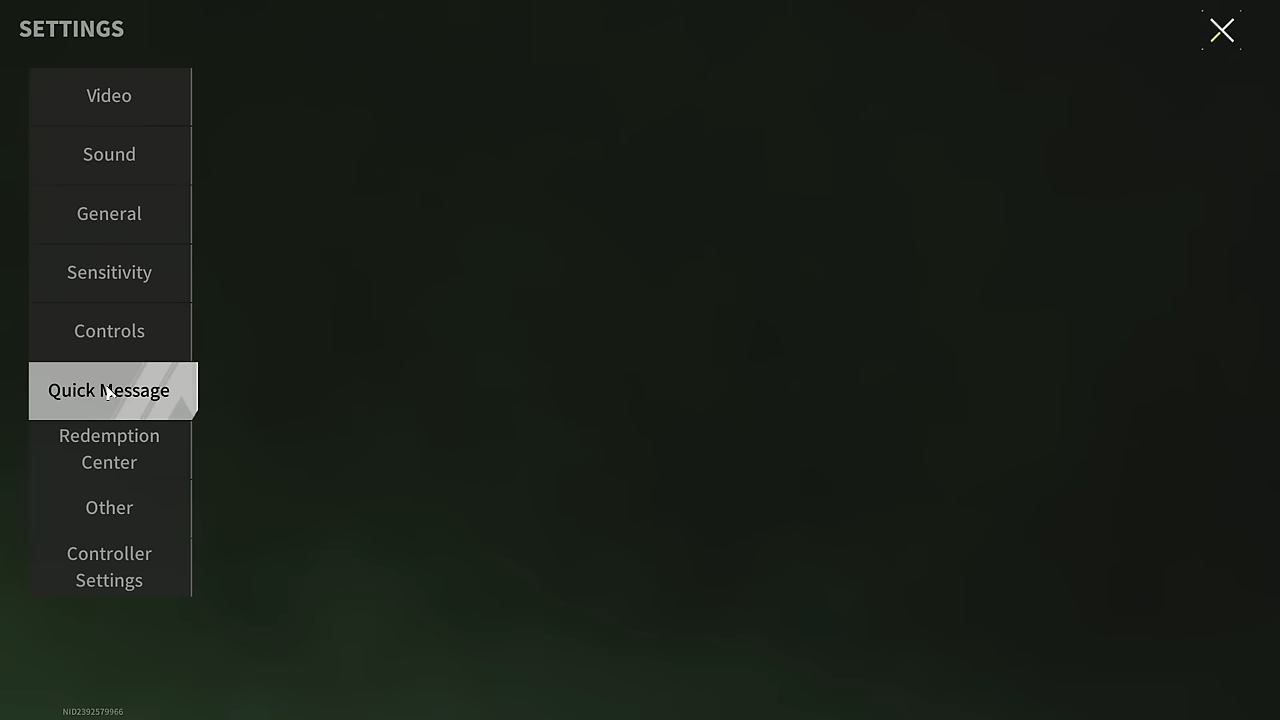 SETTINGS
Video
Sound
General
Sensitivity
Controls
Quick Message
Redemption
Center
Other
Controller
Settings
NID2392579966